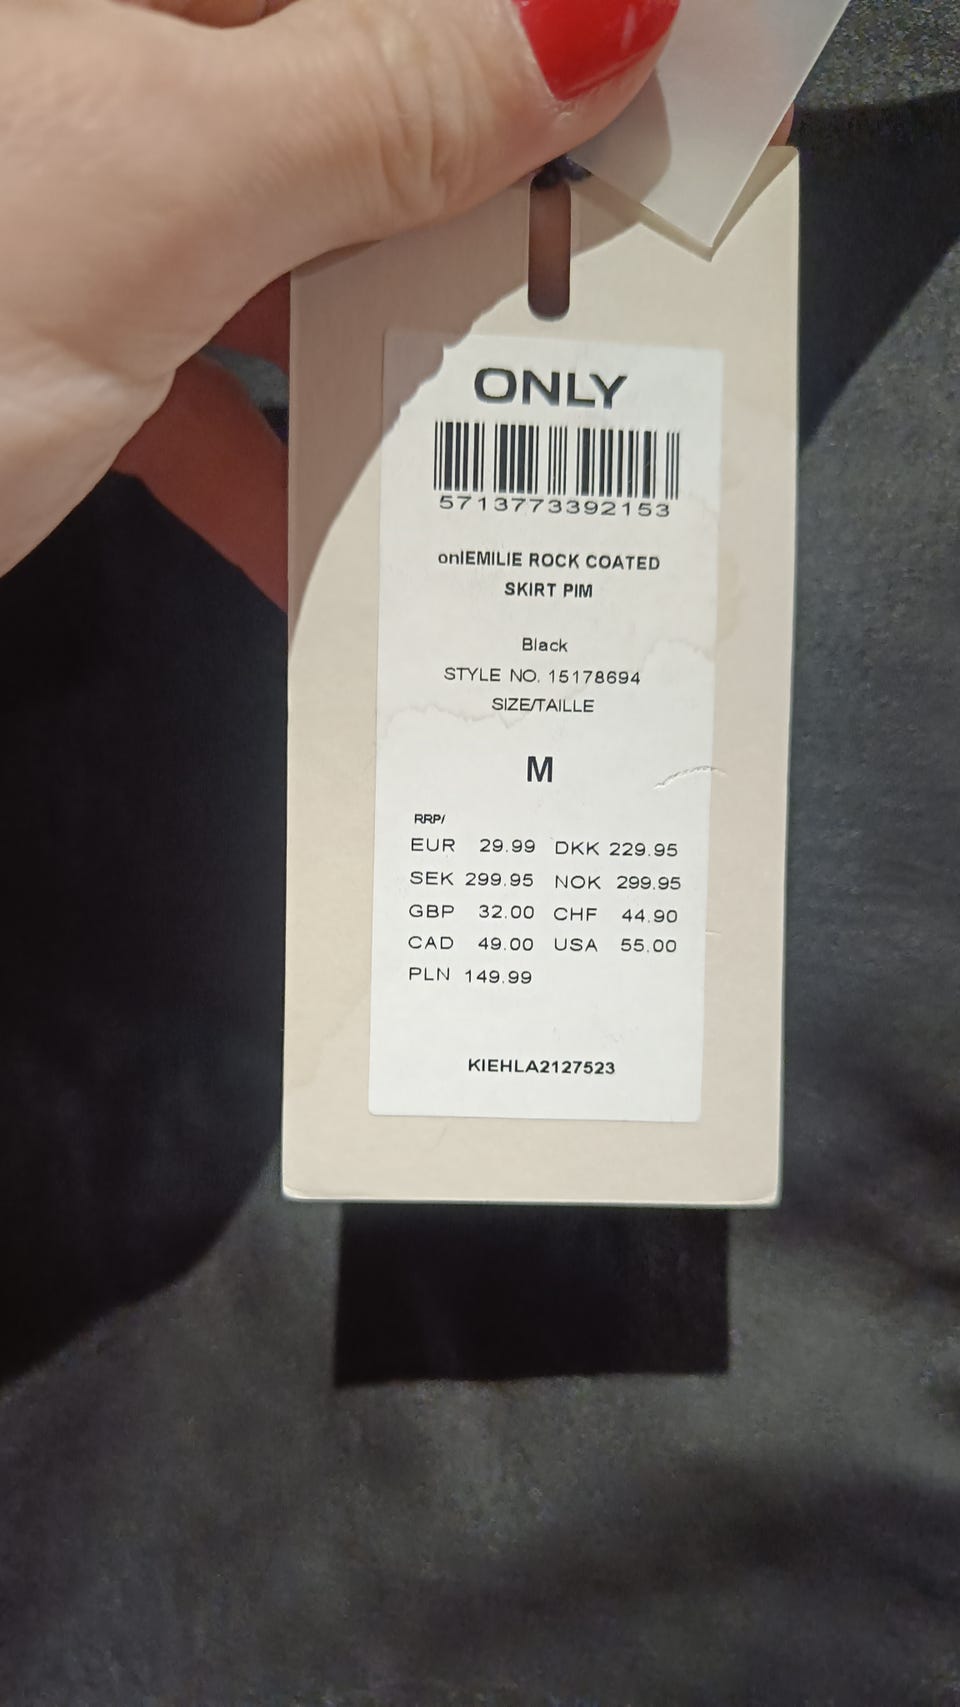 ONLY
5713773392153
onlEMILIE ROCK COATED
SKIRT PIM
Black
STYLE NO. 15178694
SIZE/TAILLE
M
RRP/
EUR 29.99 DKK 229.95
SEK 299.95 NOK 299.95
GBP 32.00 CHF 44.90
CAD 49.00 USA 55.00
PLN 149.99
KIEHLA2127523